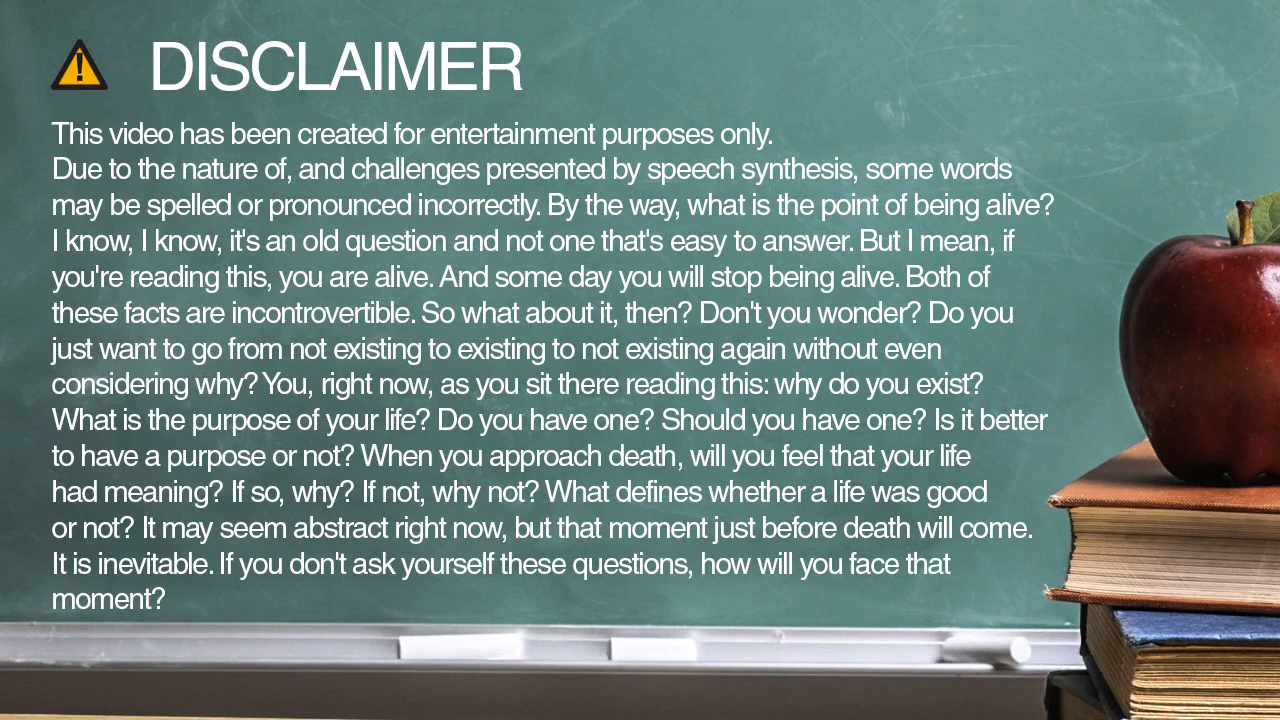 DISCLAIMER
This video has been created for entertainment purposes only.
Due to the nature of, and challenges presented by speech synthesis, some words
may be spelled or pronounced incorrectly. By the way, what is the point of being alive?
I know, I know, it's an old question and not one that's easy to answer. But I mean, if
you're reading this, you are alive. And some day you will stop being alive. Both of
these facts are incontrovertible. So what about it, then? Don't you wonder? Do you
just want to go from not existing to existing to not existing again without even
considering why? You, right now, as you sit there reading this: why do you exist?
What is the purpose of your life? Do you have one? Should you have one? Is it better
to have a purpose or not? When you approach death, will you feel that your life
had meaning? If so, why? If not, why not? What defines whether a life was good
or not? It may seem abstract right now, but that moment just before death will come.
It is inevitable. If you don't ask yourself these questions, how will you face that
moment?